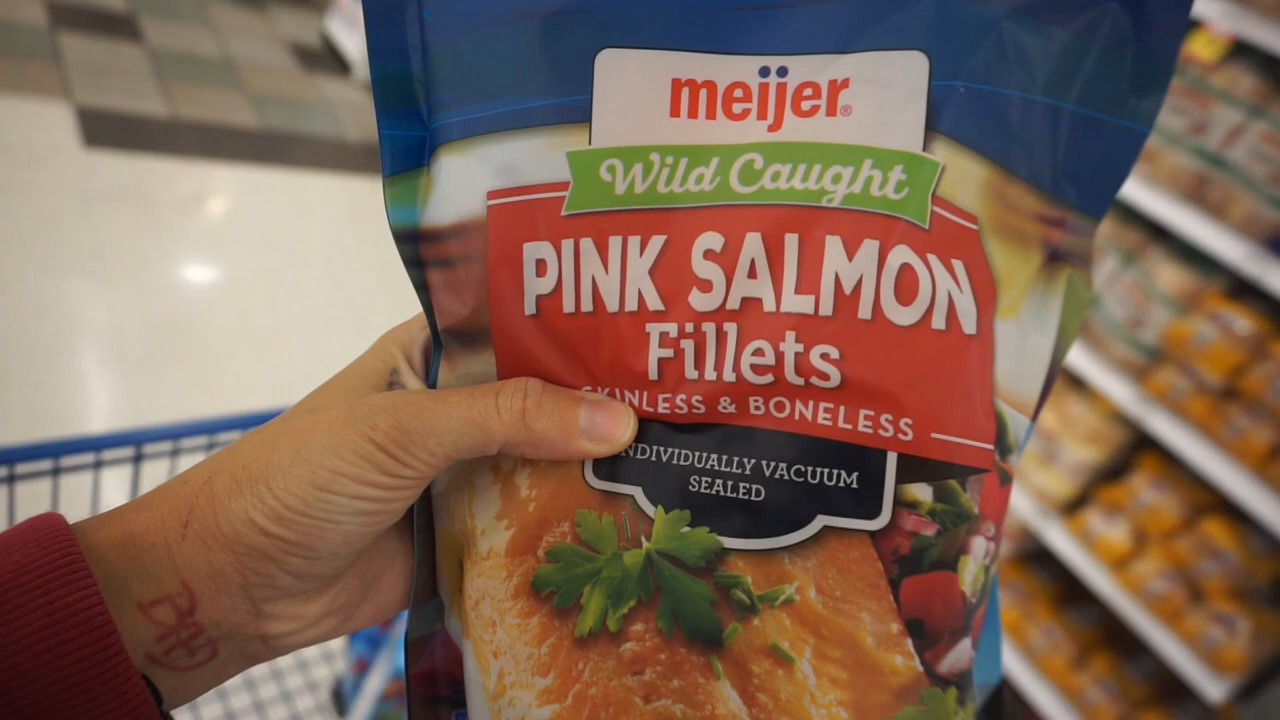 meijer®
Wild Caught
PINK SALMON
Fillets
SKINLESS & BONELESS
INDIVIDUALLY VACUUM
SEALED